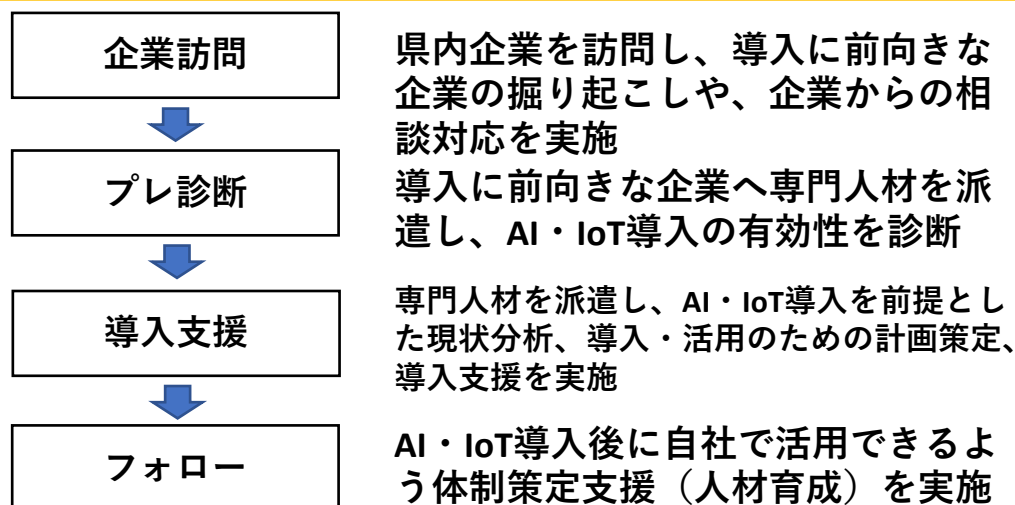 企業訪問
県内企業を訪問し、導入に前向きな
企業の掘り起こしや、企業からの相
談対応を実施
プレ診断
導入に前向きな企業へ専門人材を派
遣し、AI・IoT導入の有効性を診断
導入支援
専門人材を派遣し、AI・IoT導入を前提とし
た現状分析、導入・活用のための計画策定、
導入支援を実施
フォロー
AI・IoT導入後に自社で活用できるよ
う体制策定支援（人材育成）を実施